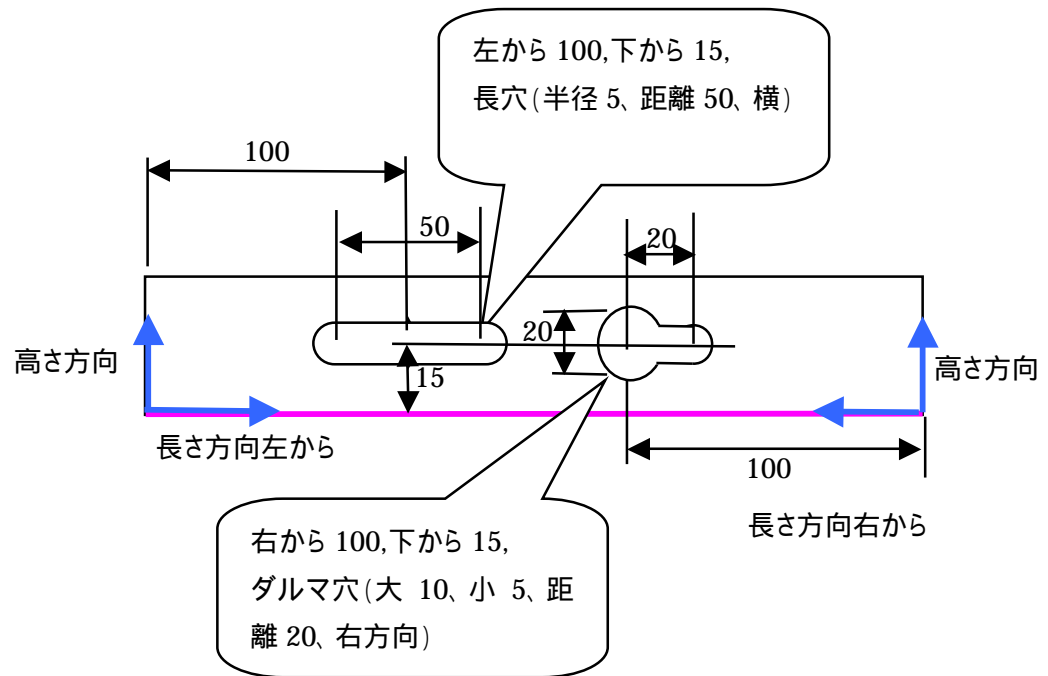 左から 100,下から 15,
長穴(半径 5、距離 50、横)
100
50
20
20
15
高さ方向
高さ方向
長さ方向左から
100
長さ方向右から
右から 100,下から 15,
ダルマ穴(大 10、小 5、距
離 20、右方向)